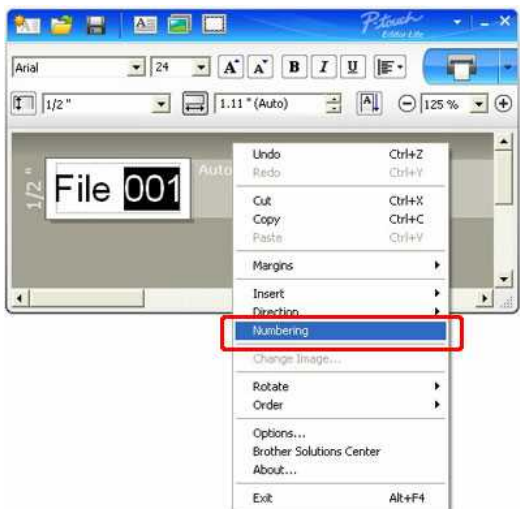 P-touch
Editor Lite
Arial 24 A A B I U
1/2 " 1.11 " (Auto) A 125 %
1/2 "
File 001
Auto
Undo Ctrl+Z
Redo Ctrl+Y
Cut Ctrl+X
Copy Ctrl+C
Paste Ctrl+V
Margins
Insert
Direction
Numbering
Change Image...
Rotate
Order
Options...
Brother Solutions Center
About...
Exit Alt+F4